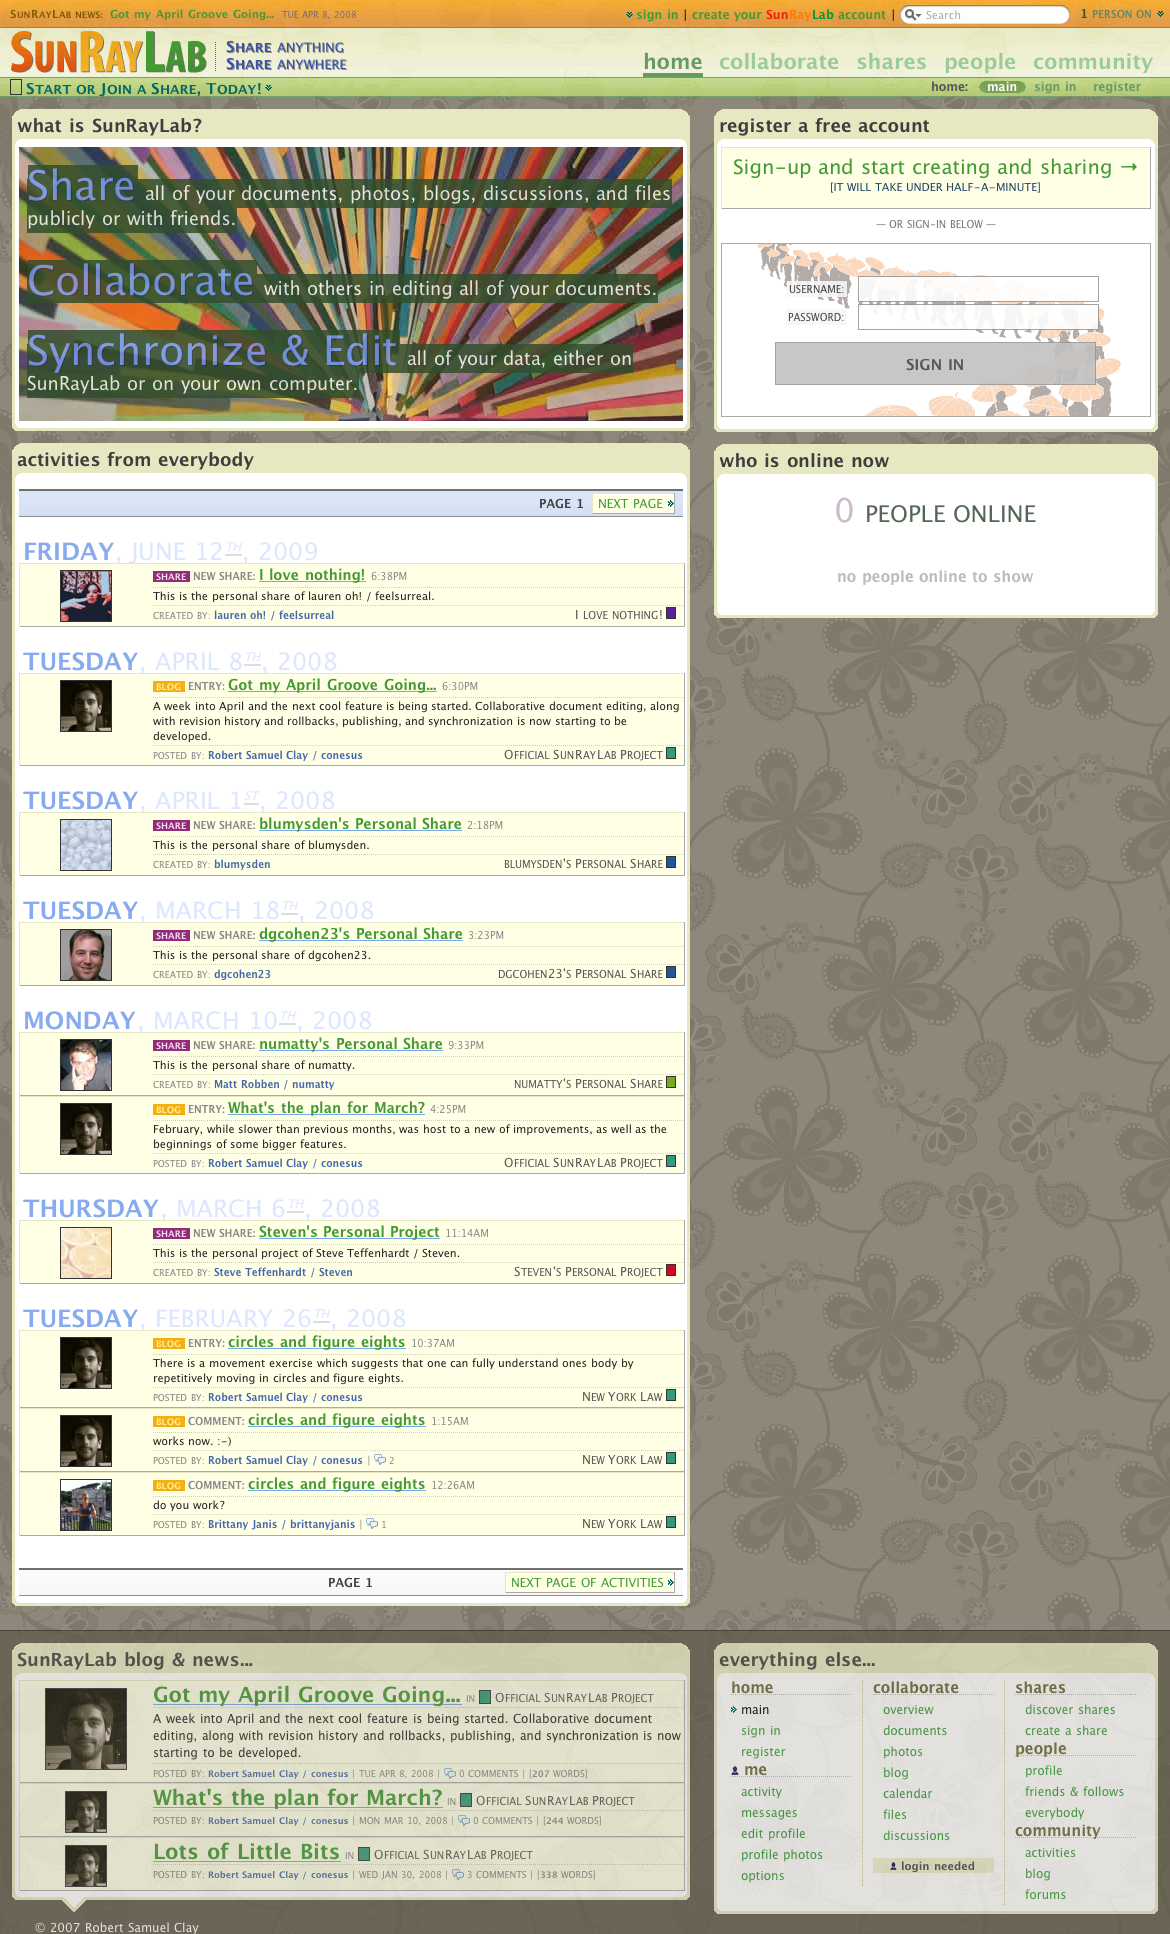 SunRayLab news: Got my April Groove Going... TUE APR 8, 2008
sign in | create your SunRayLab account | Search 1 PERSON ON
SunRayLab
Share anything
Share anywhere
home collaborate shares people community
Start or Join a Share, Today!
home: main sign in register
what is SunRayLab?
Share all of your documents, photos, blogs, discussions, and files
publicly or with friends.
Collaborate with others in editing all of your documents.
Synchronize & Edit all of your data, either on
SunRayLab or on your own computer.
register a free account
Sign-up and start creating and sharing →
[IT WILL TAKE UNDER HALF-A-MINUTE]
— OR SIGN-IN BELOW —
USERNAME:
PASSWORD:
SIGN IN
activities from everybody
PAGE 1 NEXT PAGE
FRIDAY, JUNE 12TH, 2009
SHARE NEW SHARE: I love nothing! 6:38PM
This is the personal share of lauren oh! / feelsurreal.
CREATED BY: lauren oh! / feelsurreal I love nothing!
TUESDAY, APRIL 8TH, 2008
BLOG ENTRY: Got my April Groove Going... 6:30PM
A week into April and the next cool feature is being started. Collaborative document editing, along
with revision history and rollbacks, publishing, and synchronization is now starting to be
developed.
POSTED BY: Robert Samuel Clay / conesus Official SunRayLab Project
TUESDAY, APRIL 1ST, 2008
SHARE NEW SHARE: blumysden's Personal Share 2:18PM
This is the personal share of blumysden.
CREATED BY: blumysden blumysden's Personal Share
TUESDAY, MARCH 18TH, 2008
SHARE NEW SHARE: dgcohen23's Personal Share 3:23PM
This is the personal share of dgcohen23.
CREATED BY: dgcohen23 dgcohen23's Personal Share
MONDAY, MARCH 10TH, 2008
SHARE NEW SHARE: numatty's Personal Share 9:33PM
This is the personal share of numatty.
CREATED BY: Matt Robben / numatty numatty's Personal Share
BLOG ENTRY: What's the plan for March? 4:25PM
February, while slower than previous months, was host to a new of improvements, as well as the
beginnings of some bigger features.
POSTED BY: Robert Samuel Clay / conesus Official SunRayLab Project
THURSDAY, MARCH 6TH, 2008
SHARE NEW SHARE: Steven's Personal Project 11:14AM
This is the personal project of Steve Teffenhardt / Steven.
CREATED BY: Steve Teffenhardt / Steven Steven's Personal Project
TUESDAY, FEBRUARY 26TH, 2008
BLOG ENTRY: circles and figure eights 10:37AM
There is a movement exercise which suggests that one can fully understand ones body by
repetitively moving in circles and figure eights.
POSTED BY: Robert Samuel Clay / conesus New York Law
BLOG COMMENT: circles and figure eights 1:15AM
works now. :-)
POSTED BY: Robert Samuel Clay / conesus | 2 New York Law
BLOG COMMENT: circles and figure eights 12:26AM
do you work?
POSTED BY: Brittany Janis / brittanyjanis | 1 New York Law
PAGE 1 NEXT PAGE OF ACTIVITIES
who is online now
0 PEOPLE ONLINE
no people online to show
SunRayLab blog & news...
Got my April Groove Going... IN Official SunRayLab Project
A week into April and the next cool feature is being started. Collaborative document
editing, along with revision history and rollbacks, publishing, and synchronization is now
starting to be developed.
POSTED BY: Robert Samuel Clay / conesus | TUE APR 8, 2008 | 0 COMMENTS | [207 WORDS]
What's the plan for March? IN Official SunRayLab Project
POSTED BY: Robert Samuel Clay / conesus | MON MAR 10, 2008 | 0 COMMENTS | [244 WORDS]
Lots of Little Bits IN Official SunRayLab Project
POSTED BY: Robert Samuel Clay / conesus | WED JAN 30, 2008 | 3 COMMENTS | [338 WORDS]
© 2007 Robert Samuel Clay
everything else...
home
main
sign in
register
me
activity
messages
edit profile
profile photos
options
collaborate
overview
documents
photos
blog
calendar
files
discussions
login needed
shares
discover shares
create a share
people
profile
friends & follows
everybody
community
activities
blog
forums